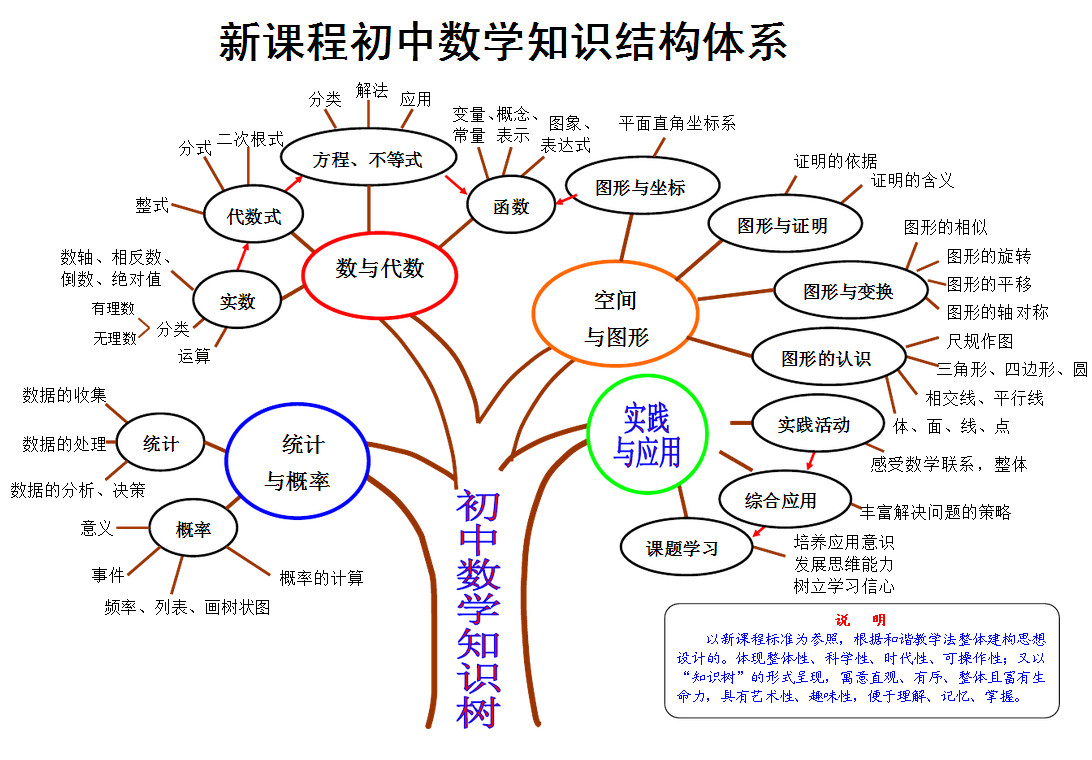 新课程初中数学知识结构体系
分类
解法
应用
方程、不等式
分式
二次根式
整式
代数式
变量、概念、
常量 表示
图象、
表达式
函数
平面直角坐标系
图形与坐标
数与代数
数轴、相反数、
倒数、绝对值
实数
有理数
无理数
分类
运算
空间
与图形
证明的依据
证明的含义
图形与证明
图形的相似
图形的旋转
图形的平移
图形的轴对称
图形与变换
尺规作图
三角形、四边形、圆
相交线、平行线
体、面、线、点
图形的认识
数据的收集
数据的处理
数据的分析、决策
统计
统计
与概率
概率
意义
事件
频率、列表、画树状图
概率的计算
实践
与应用
实践活动
感受数学联系，整体
综合应用
丰富解决问题的策略
课题学习
培养应用意识
发展思维能力
树立学习信心
初中数学知识树
说 明
以新课程标准为参照，根据和谐教学法整体建构思想
设计的。体现整体性、科学性、时代性、可操作性；又以
“知识树”的形式呈现，寓意直观、有序、整体且富有生
命力，具有艺术性、趣味性，便于理解、记忆、掌握。